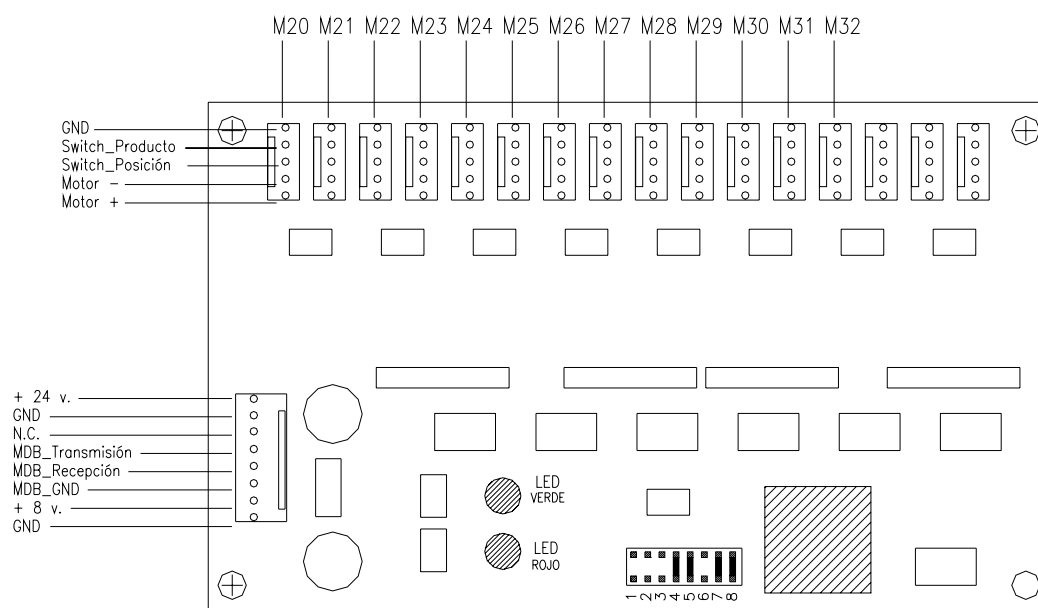 M20 M21 M22 M23 M24 M25 M26 M27 M28 M29 M30 M31 M32
GND
Switch_Producto
Switch_Posición
Motor -
Motor +
+ 24 v.
GND
N.C.
MDB_Transmisión
MDB_Recepción
MDB_GND
+ 8 v.
GND
LED
VERDE
LED
ROJO
1 2 3 4 5 6 7 8